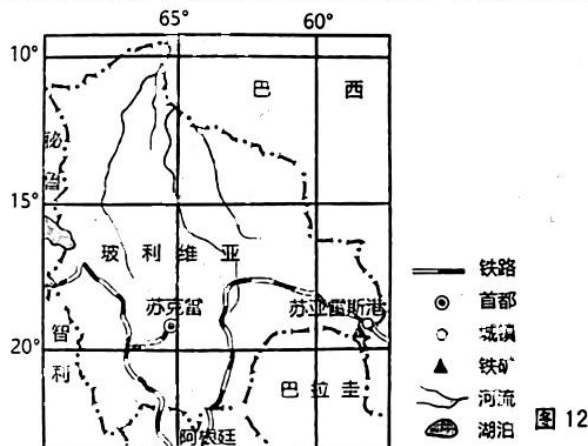 65° 60°
10°
巴 西
秘
鲁
15°
玻 利 维 亚
苏克雷 苏亚雷斯港
智
利
20°
巴 拉 圭
阿根廷
铁路
首都
城镇
铁矿
河流
湖泊
图 12